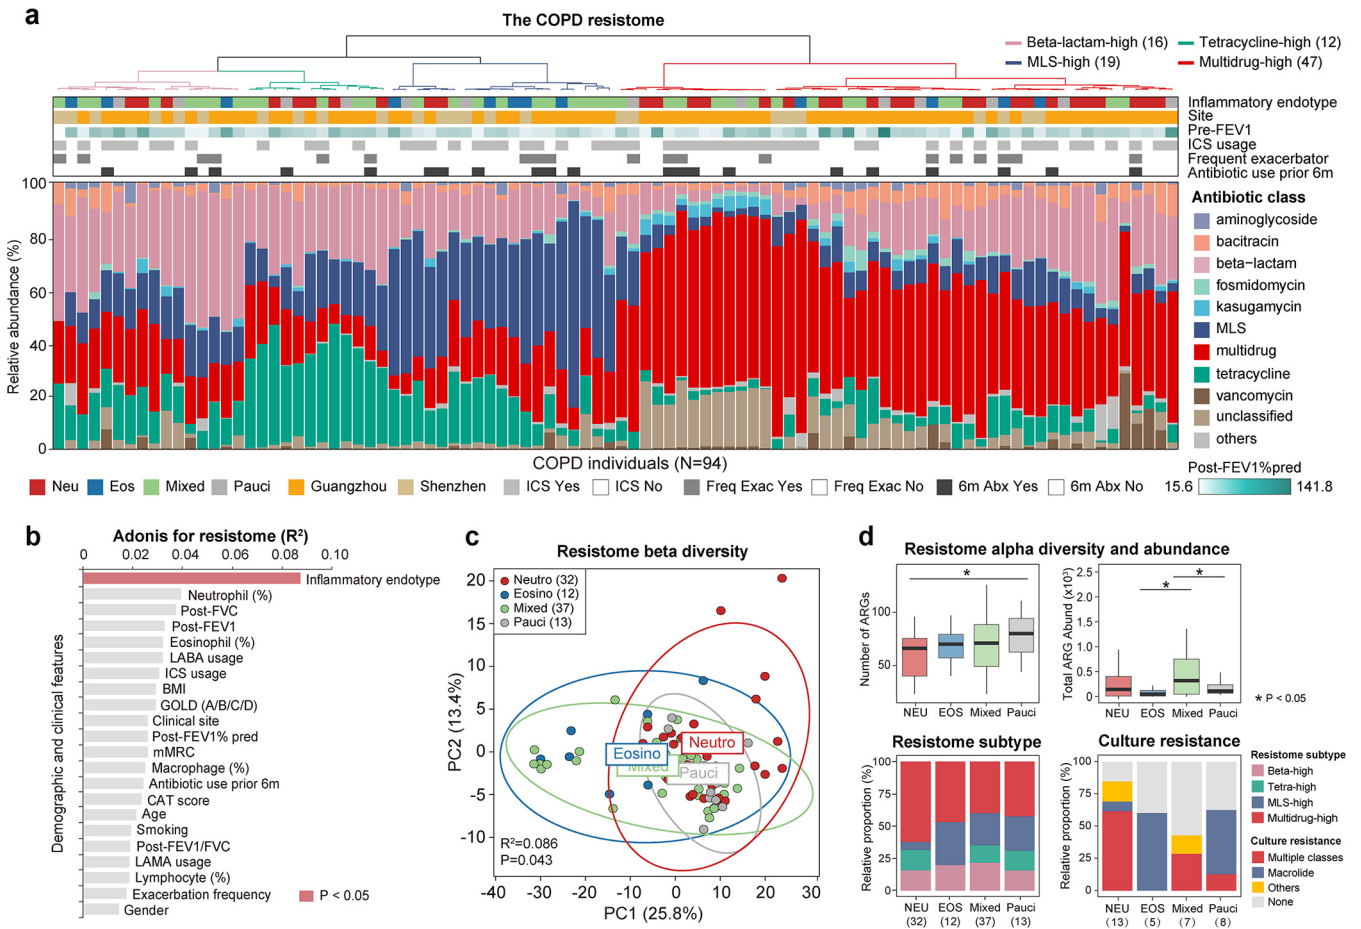 a
The COPD resistome
Beta-lactam-high (16)
Tetracycline-high (12)
MLS-high (19)
Multidrug-high (47)
Inflammatory endotype
Site
Pre-FEV1
ICS usage
Frequent exacerbator
Antibiotic use prior 6m
Relative abundance (%)
100
80
60
40
20
0
Antibiotic class
aminoglycoside
bacitracin
beta-lactam
fosmidomycin
kasugamycin
MLS
multidrug
tetracycline
vancomycin
unclassified
others
COPD individuals (N=94)
Post-FEV1%pred
15.6 141.8
Neu Eos Mixed Pauci Guangzhou Shenzhen ICS Yes ICS No Freq Exac Yes Freq Exac No 6m Abx Yes 6m Abx No
b
Adonis for resistome (R²)
0 0.02 0.04 0.06 0.08 0.10
Demographic and clinical features
Inflammatory endotype
Neutrophil (%)
Post-FVC
Post-FEV1
Eosinophil (%)
LABA usage
ICS usage
BMI
GOLD (A/B/C/D)
Clinical site
Post-FEV1% pred
mMRC
Macrophage (%)
Antibiotic use prior 6m
CAT score
Age
Smoking
Post-FEV1/FVC
LAMA usage
Lymphocyte (%)
Exacerbation frequency
Gender
P < 0.05
c
Resistome beta diversity
Neutro (32)
Eosino (12)
Mixed (37)
Pauci (13)
PC2 (13.4%)
20
15
10
5
0
-5
-10
Neutro
Eosino
Mixed
Pauci
R²=0.086
P=0.043
-40 -30 -20 -10 0 10 20 30
PC1 (25.8%)
d
Resistome alpha diversity and abundance
Number of ARGs
100
50
*
NEU EOS Mixed Pauci
Total ARG Abund (x10³)
2.5
2.0
1.5
1.0
0.5
0
*
*
NEU EOS Mixed Pauci
* P < 0.05
Resistome subtype
Relative proportion (%)
100
75
50
25
0
NEU EOS Mixed Pauci
(32) (12) (37) (13)
Culture resistance
Relative proportion (%)
100
75
50
25
0
NEU EOS Mixed Pauci
(13) (5) (7) (8)
Resistome subtype
Beta-high
Tetra-high
MLS-high
Multidrug-high
Culture resistance
Multiple classes
Macrolide
Others
None